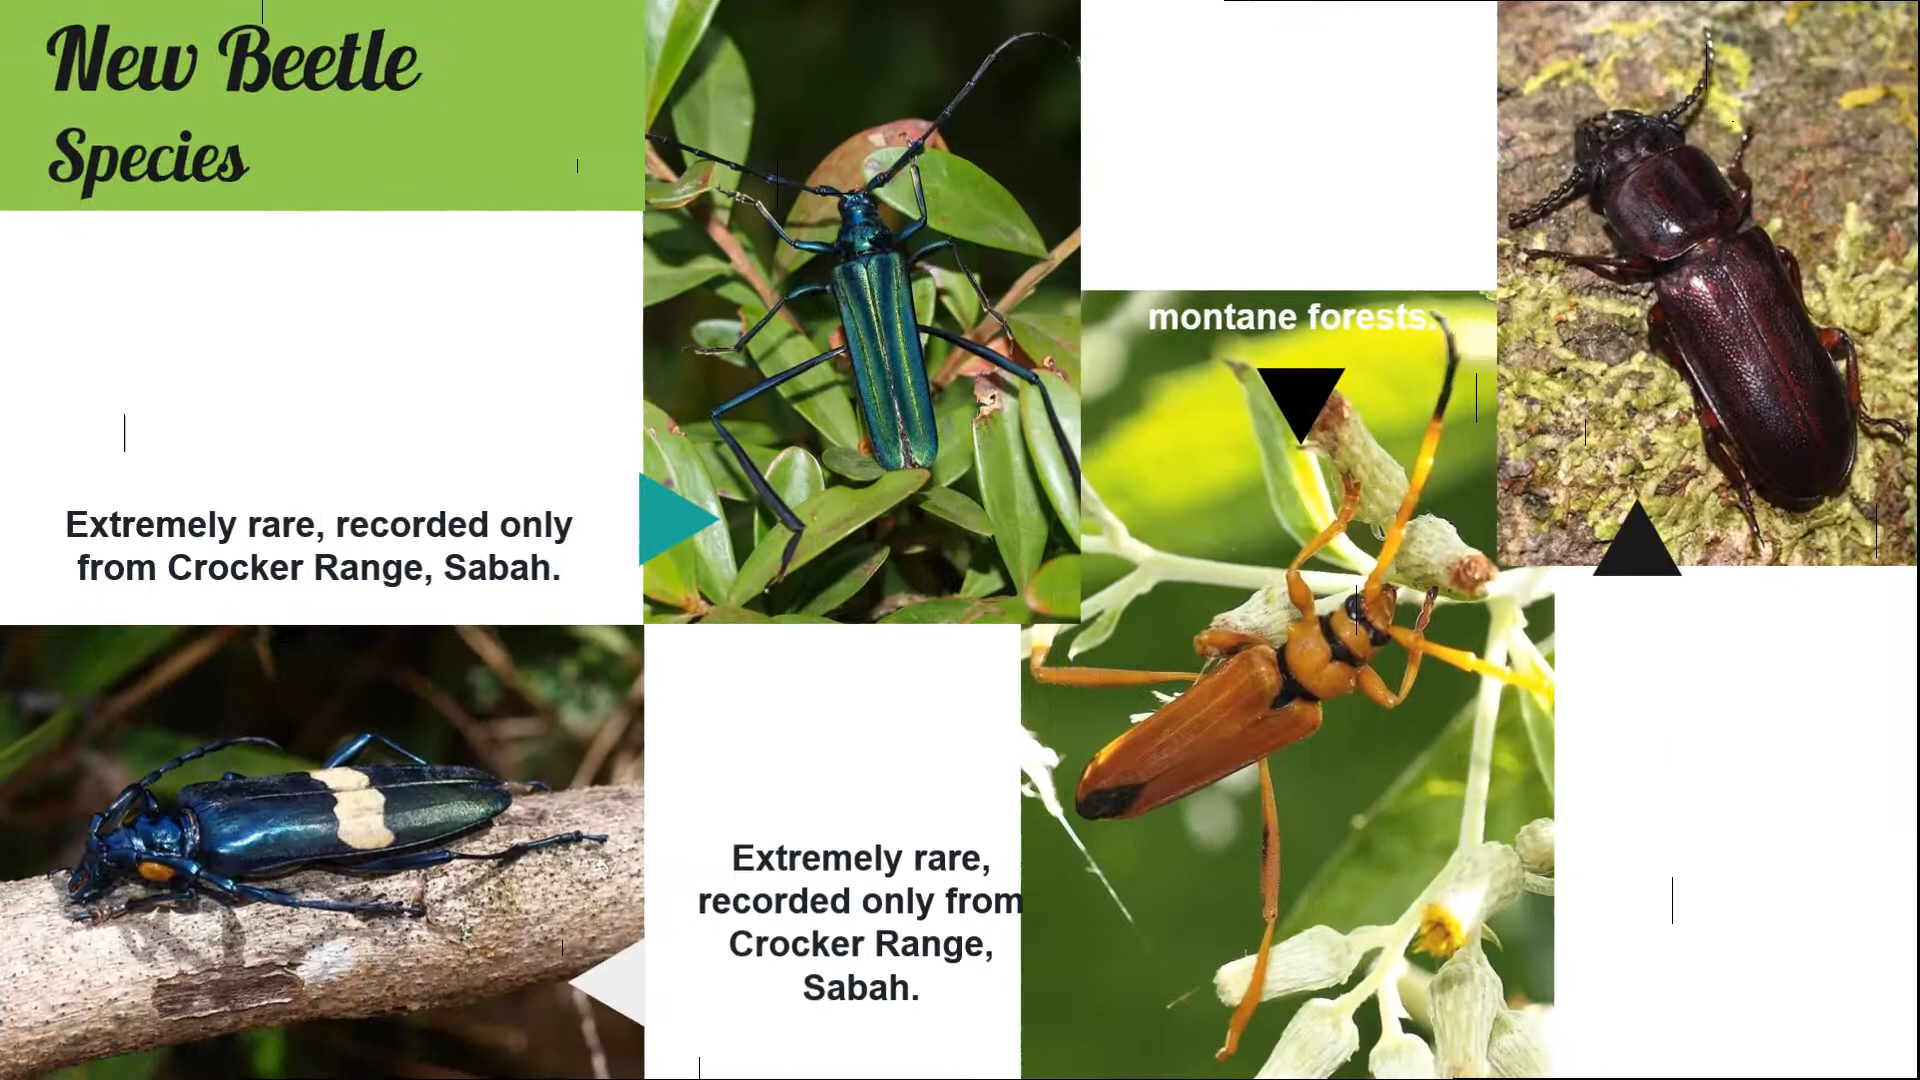 New Beetle
Species
Extremely rare, recorded only
from Crocker Range, Sabah.
montane forests.
Extremely rare,
recorded only from
Crocker Range,
Sabah.